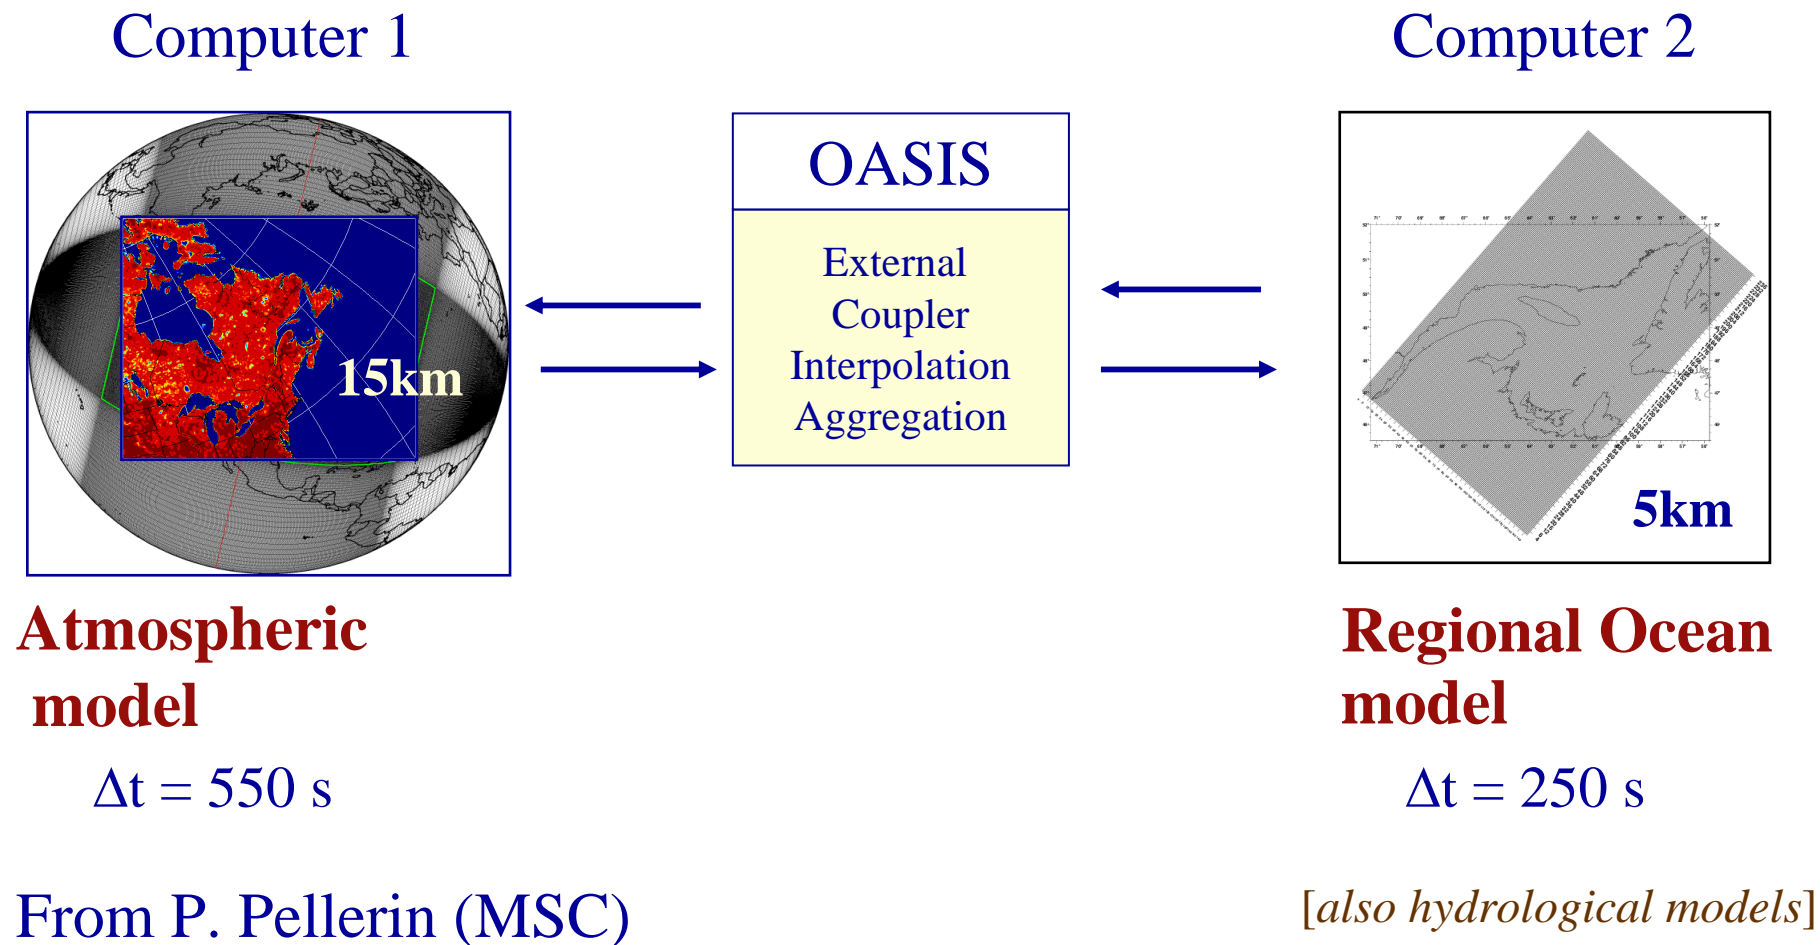 Computer 1
Computer 2
OASIS
External
Coupler
Interpolation
Aggregation
15km
5km
Atmospheric
model
Regional Ocean
model
Δt = 550 s
Δt = 250 s
From P. Pellerin (MSC)
[also hydrological models]